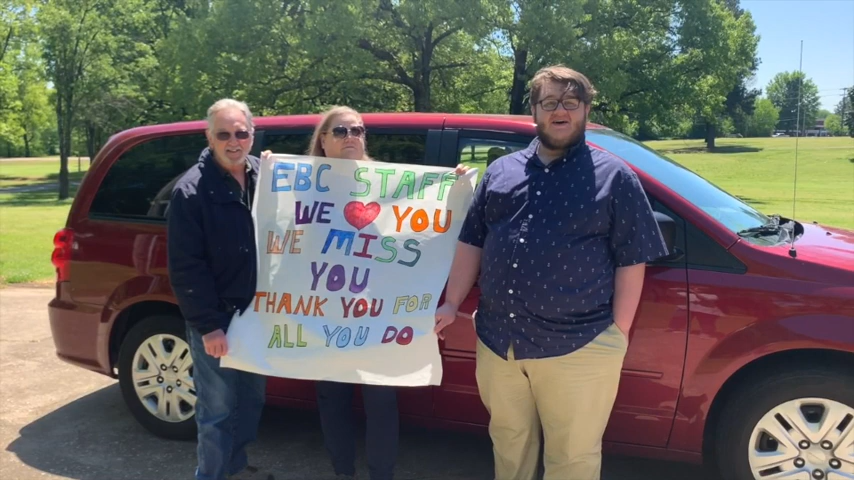 EBC STAFF
WE ❤ YOU
WE MISS
YOU
THANK YOU FOR
ALL YOU DO